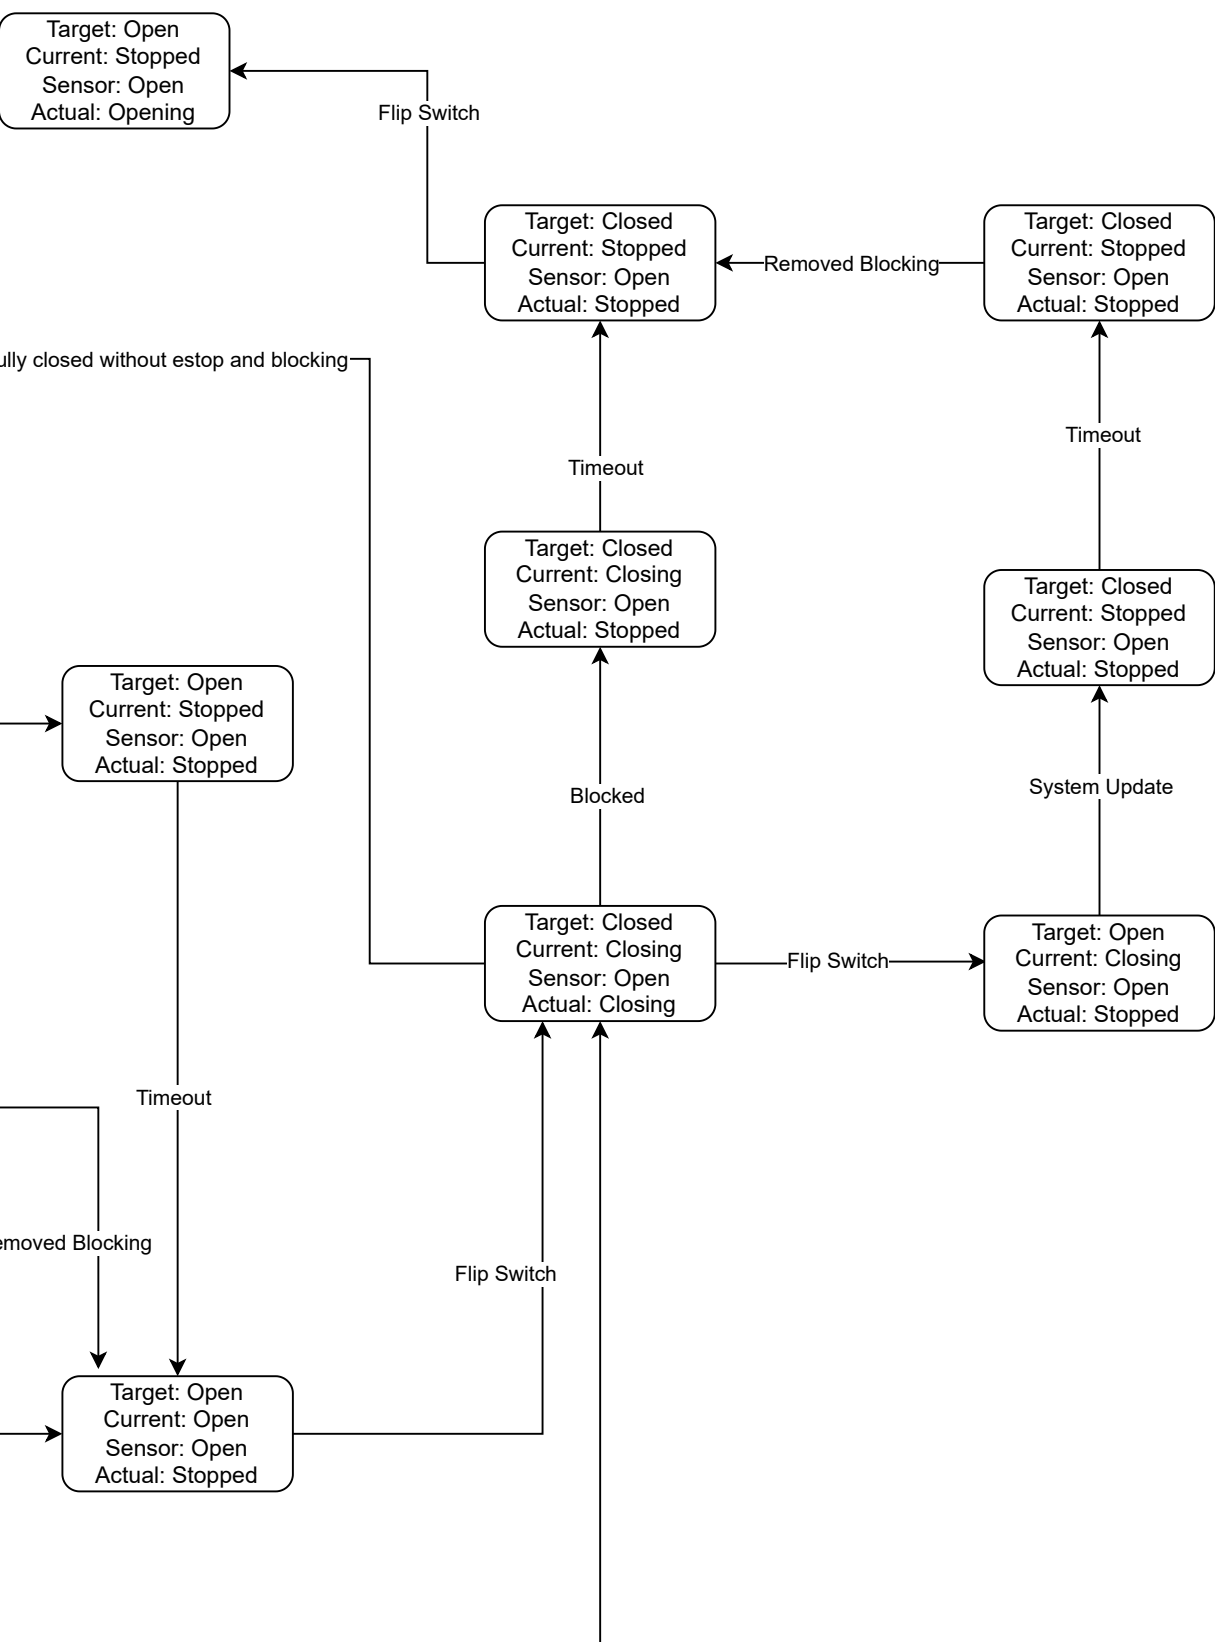 Target: Open
Current: Stopped
Sensor: Open
Actual: Opening
Flip Switch
Target: Closed
Current: Stopped
Sensor: Open
Actual: Stopped
Removed Blocking
Target: Closed
Current: Stopped
Sensor: Open
Actual: Stopped
closed without estop and blocking
Timeout
Timeout
Target: Closed
Current: Closing
Sensor: Open
Actual: Stopped
Target: Closed
Current: Stopped
Sensor: Open
Actual: Stopped
Target: Open
Current: Stopped
Sensor: Open
Actual: Stopped
Blocked
System Update
Target: Closed
Current: Closing
Sensor: Open
Actual: Closing
Flip Switch
Target: Open
Current: Closing
Sensor: Open
Actual: Stopped
Timeout
Blocking
Flip Switch
Target: Open
Current: Open
Sensor: Open
Actual: Stopped